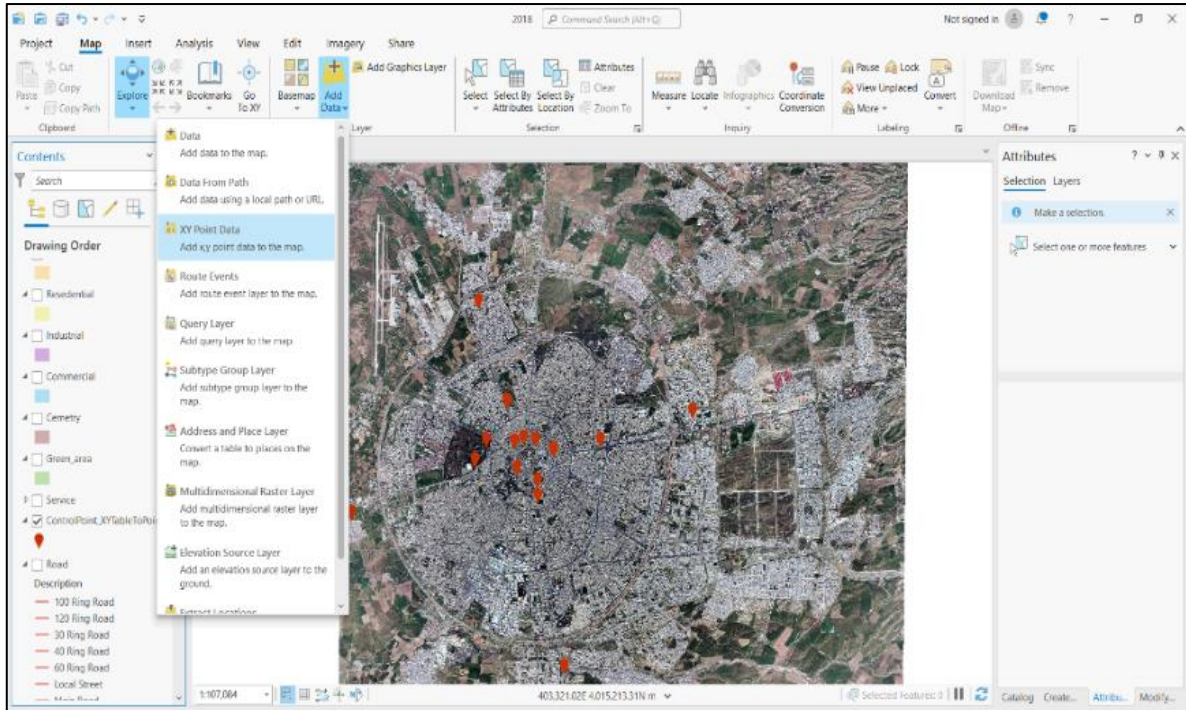 2018
Command Search (Alt+Q)
Not signed in
?
Project Map Insert Analysis View Edit Imagery Share
Paste
Cut
Copy
Copy Path
Clipboard
Explore
Bookmarks
Go To XY
Basemap
Add Data
Add Graphics Layer
Layer
Select
Select By Attributes
Select By Location
Attributes
Clear
Zoom To
Selection
Measure
Locate
Infographics
Coordinate Conversion
Inquiry
Pause
Lock
View Unplaced
More
Convert
Labeling
Download Map
Sync
Remove
Offline
Contents
Search
Drawing Order
Resedential
Industrial
Commercial
Cemetry
Green_area
Service
ControlPoint_XYTableToPoi
Road
Description
100 Ring Road
120 Ring Road
30 Ring Road
40 Ring Road
60 Ring Road
Local Street
Main Road
Data
Add data to the map.
Data From Path
Add data using a local path or URL.
XY Point Data
Add x,y point data to the map.
Route Events
Add route event layer to the map.
Query Layer
Add query layer to the map
Subtype Group Layer
Add subtype group layer to the
map.
Address and Place Layer
Convert a table to places on the
map.
Multidimensional Raster Layer
Add multidimensional raster layer
to the map.
Elevation Source Layer
Add an elevation source layer to the
ground.
Extract Locations
Attributes
?
Selection Layers
Make a selection.
Select one or more features
1:107,084
403,321.02E 4,015,213.31N m
Selected Features: 0
Catalog Create... Attribu... Modify...